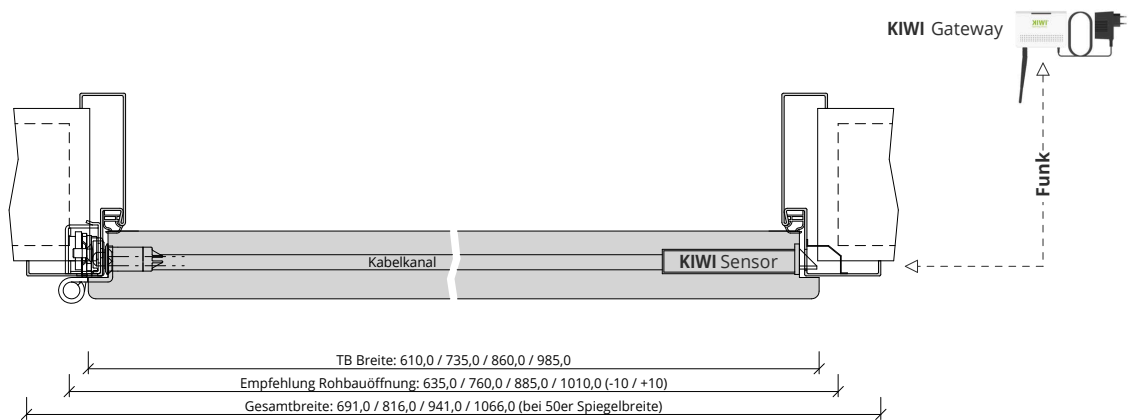 KIWI Gateway
KIWI
Funk
Kabelkanal
KIWI Sensor
TB Breite: 610,0 / 735,0 / 860,0 / 985,0
Empfehlung Rohbauöffnung: 635,0 / 760,0 / 885,0 / 1010,0 (-10 / +10)
Gesamtbreite: 691,0 / 816,0 / 941,0 / 1066,0 (bei 50er Spiegelbreite)